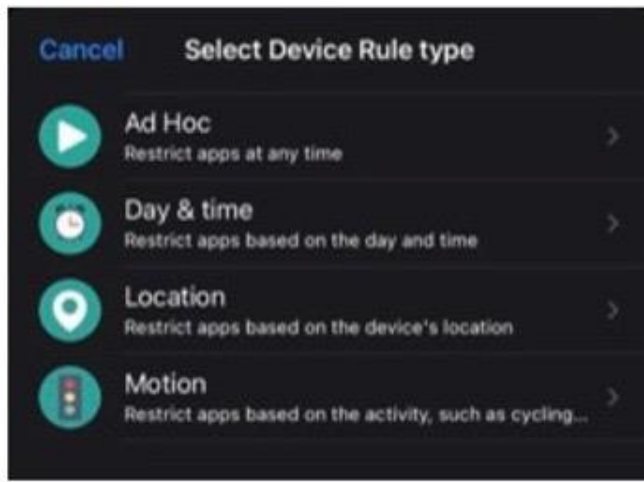 Cancel Select Device Rule type
Ad Hoc
Restrict apps at any time
Day & time
Restrict apps based on the day and time
Location
Restrict apps based on the device's location
Motion
Restrict apps based on the activity, such as cycling...